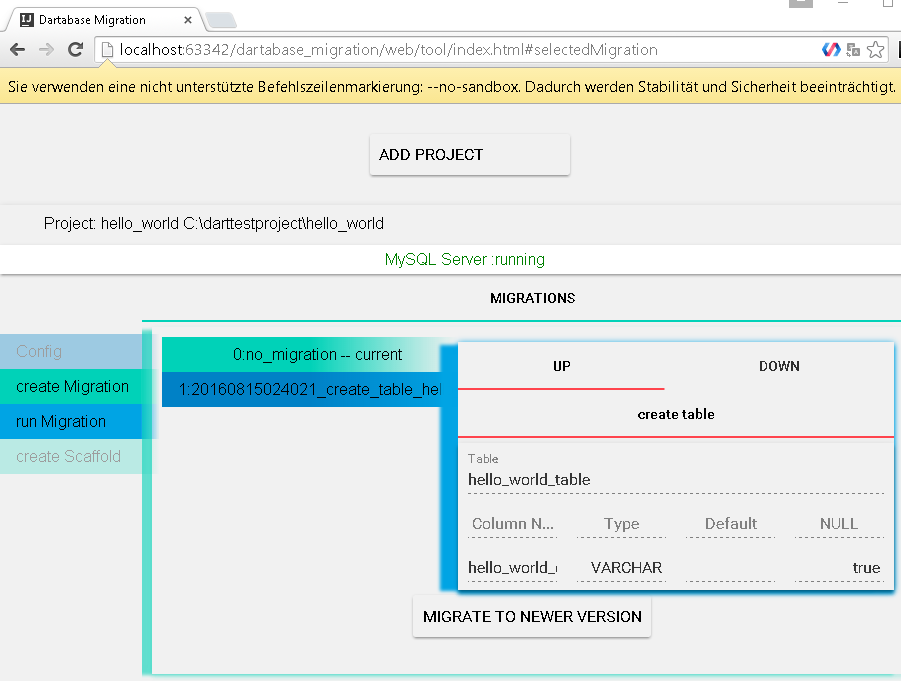 Dartabase Migration
localhost:63342/dartabase_migration/web/tool/index.html#selectedMigration
Sie verwenden eine nicht unterstützte Befehlszeilenmarkierung: --no-sandbox. Dadurch werden Stabilität und Sicherheit beeinträchtigt.
ADD PROJECT
Project: hello_world C:\darttestproject\hello_world
MySQL Server :running
MIGRATIONS
Config
create Migration
run Migration
create Scaffold
0:no_migration -- current
1:20160815024021_create_table_hel
UP DOWN
create table
Table
hello_world_table
Column N... Type Default NULL
hello_world_ VARCHAR true
MIGRATE TO NEWER VERSION